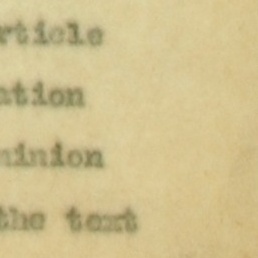 rticle
ation
inion
the text